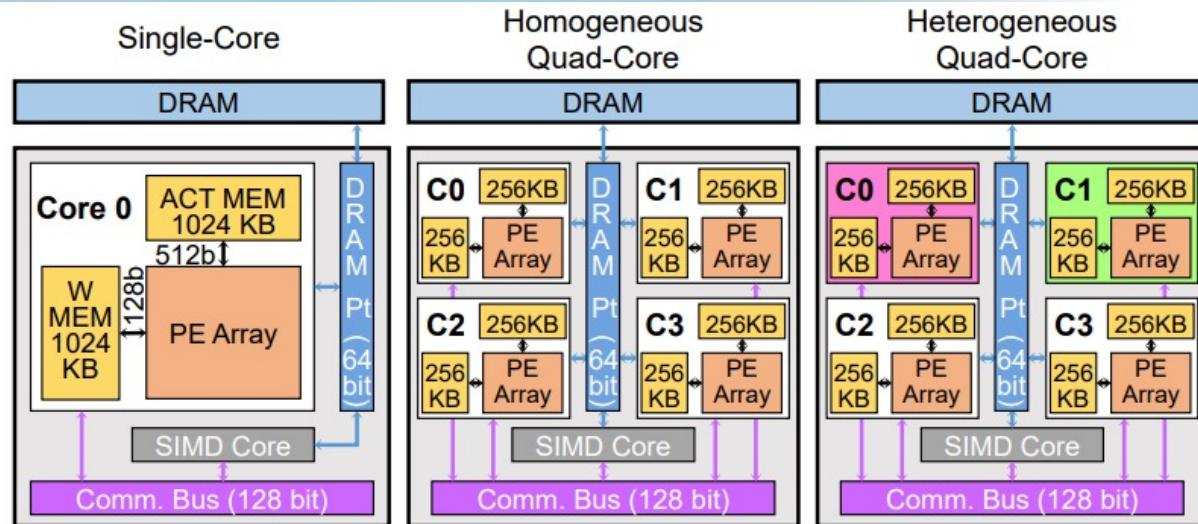 Single-Core
DRAM
Core 0
ACT MEM
1024 KB
512b
128b
W
MEM
1024
KB
PE Array
DRAM Pt (64 bit)
SIMD Core
Comm. Bus (128 bit)
Homogeneous
Quad-Core
DRAM
C0
256KB
256
KB
PE
Array
C1
256KB
256
KB
PE
Array
DRAM Pt (64 bit)
C2
256KB
256
KB
PE
Array
C3
256KB
256
KB
PE
Array
SIMD Core
Comm. Bus (128 bit)
Heterogeneous
Quad-Core
DRAM
C0
256KB
256
KB
PE
Array
C1
256KB
256
KB
PE
Array
DRAM Pt (64 bit)
C2
256KB
256
KB
PE
Array
C3
256KB
256
KB
PE
Array
SIMD Core
Comm. Bus (128 bit)